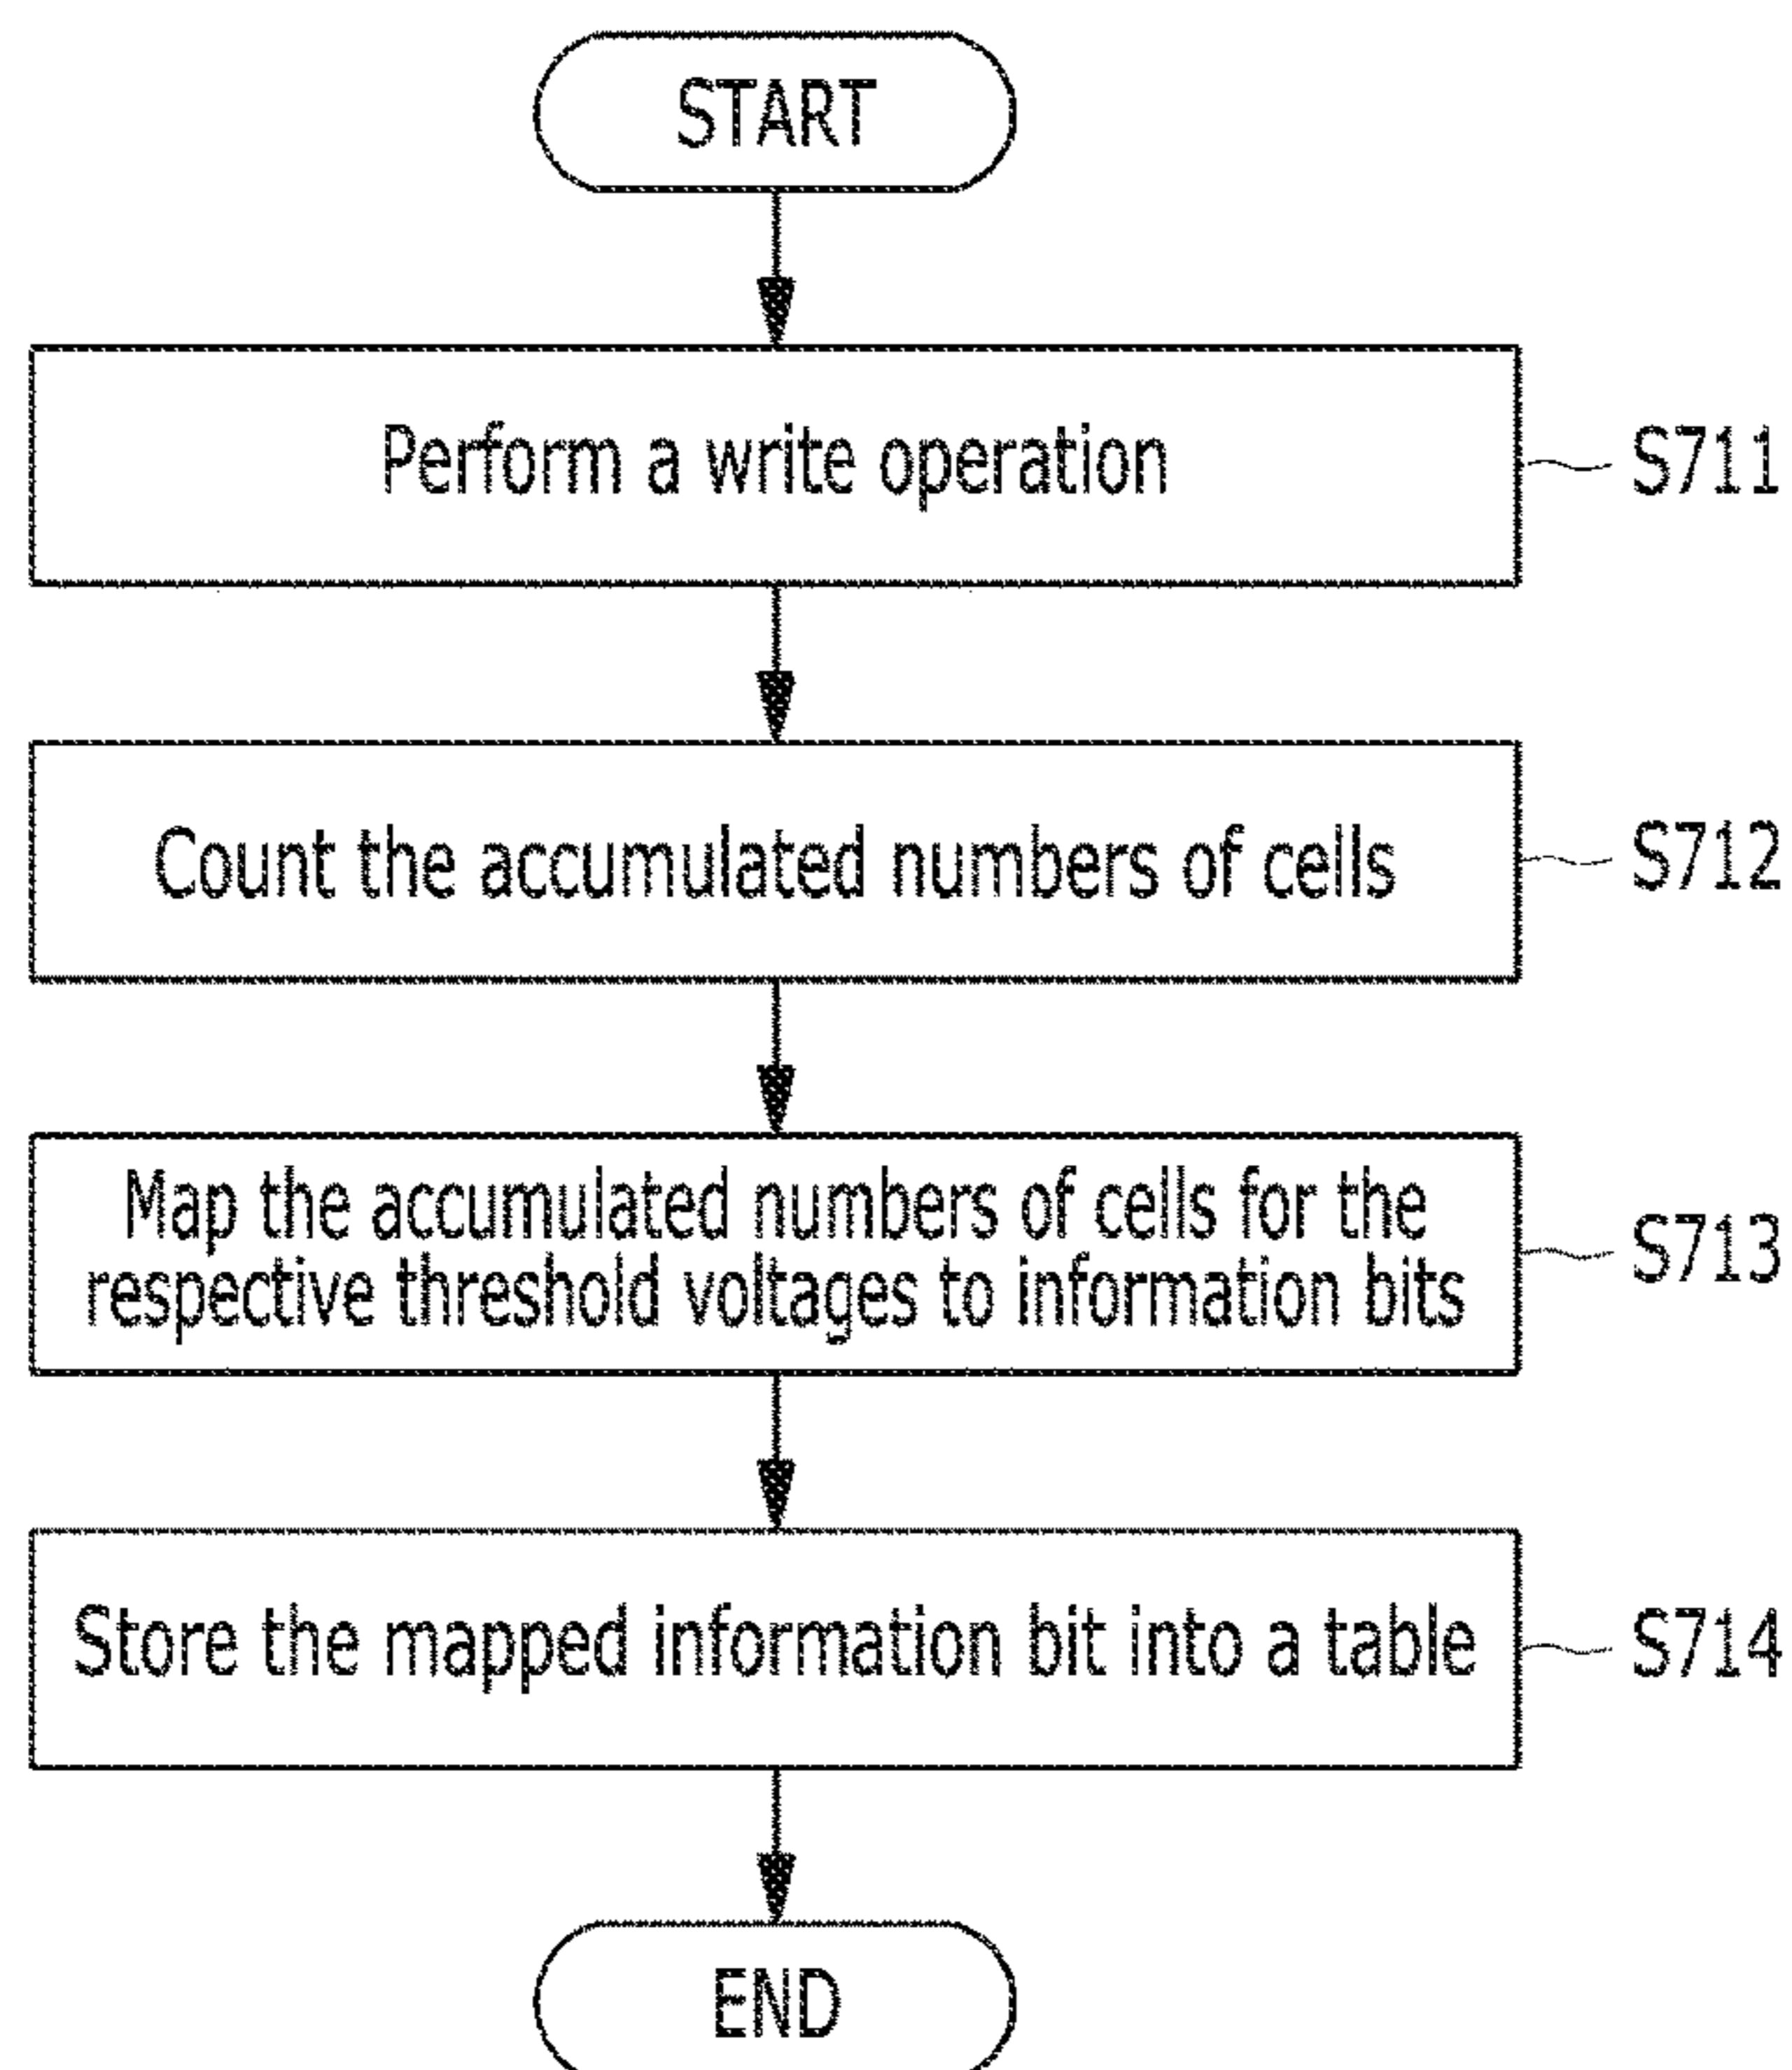 START
Perform a write operation
S711
Count the accumulated numbers of cells
S712
Map the accumulated numbers of cells for the
respective threshold voltages to information bits
S713
Store the mapped information bit into a table
S714
END